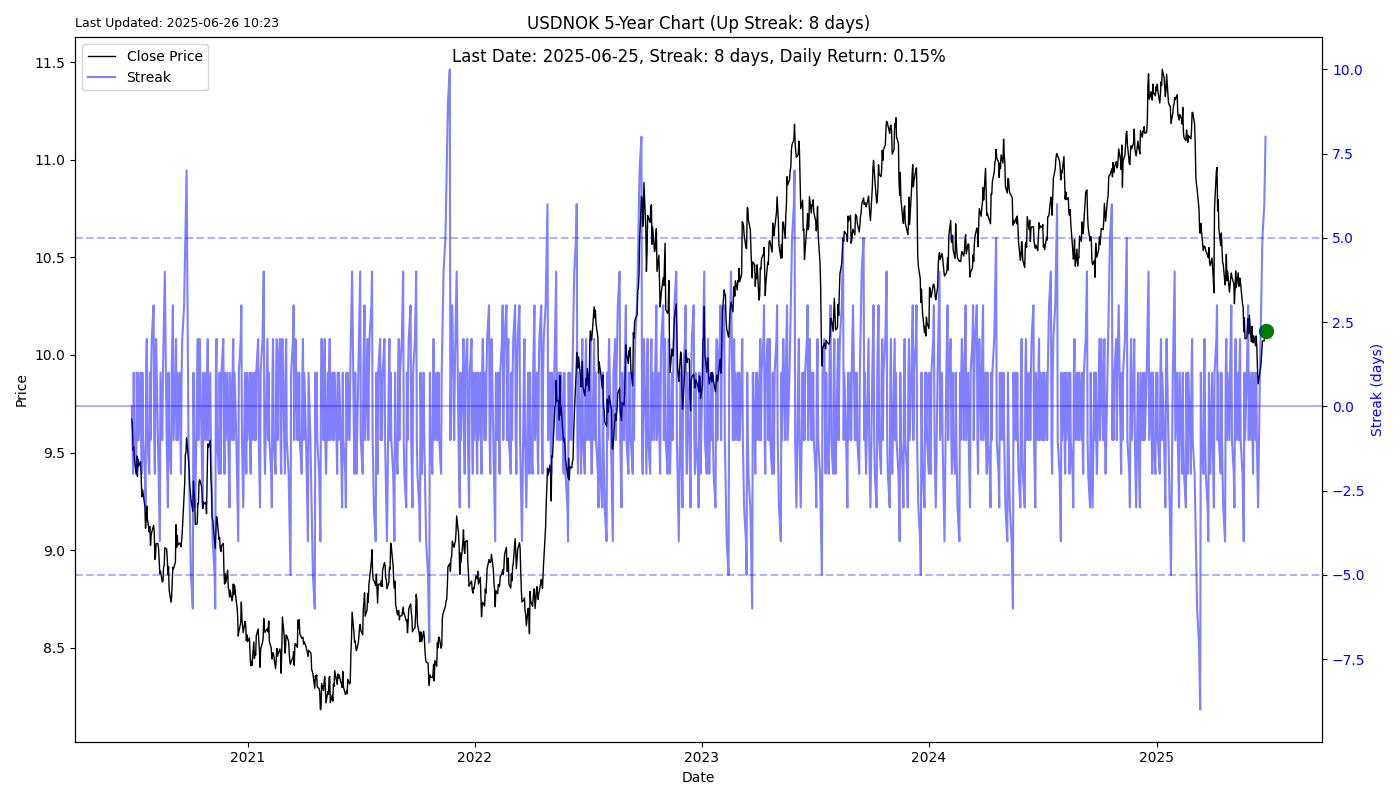 Last Updated: 2025-06-26 10:23
USDNOK 5-Year Chart (Up Streak: 8 days)
Last Date: 2025-06-25, Streak: 8 days, Daily Return: 0.15%
Close Price
Streak
11.5
11.0
10.5
10.0
9.5
9.0
8.5
Price
10.0
7.5
5.0
2.5
0.0
−2.5
−5.0
−7.5
Streak (days)
2021
2022
2023
2024
2025
Date